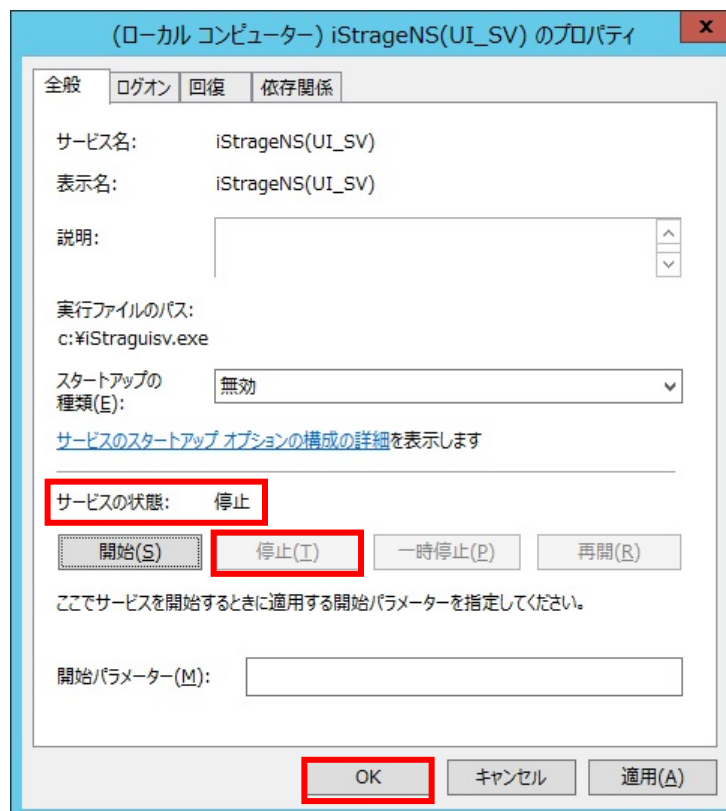 (ローカル コンピューター) iStrageNS(UI_SV) のプロパティ
x
全般 ログオン 回復 依存関係
サービス名: iStrageNS(UI_SV)
表示名: iStrageNS(UI_SV)
説明:
実行ファイルのパス:
c:¥iStraguisv.exe
スタートアップの
種類(E): 無効
サービスのスタートアップ オプションの構成の詳細を表示します
サービスの状態: 停止
開始(S) 停止(T) 一時停止(P) 再開(R)
ここでサービスを開始するときに適用する開始パラメーターを指定してください。
開始パラメーター(M):
OK キャンセル 適用(A)